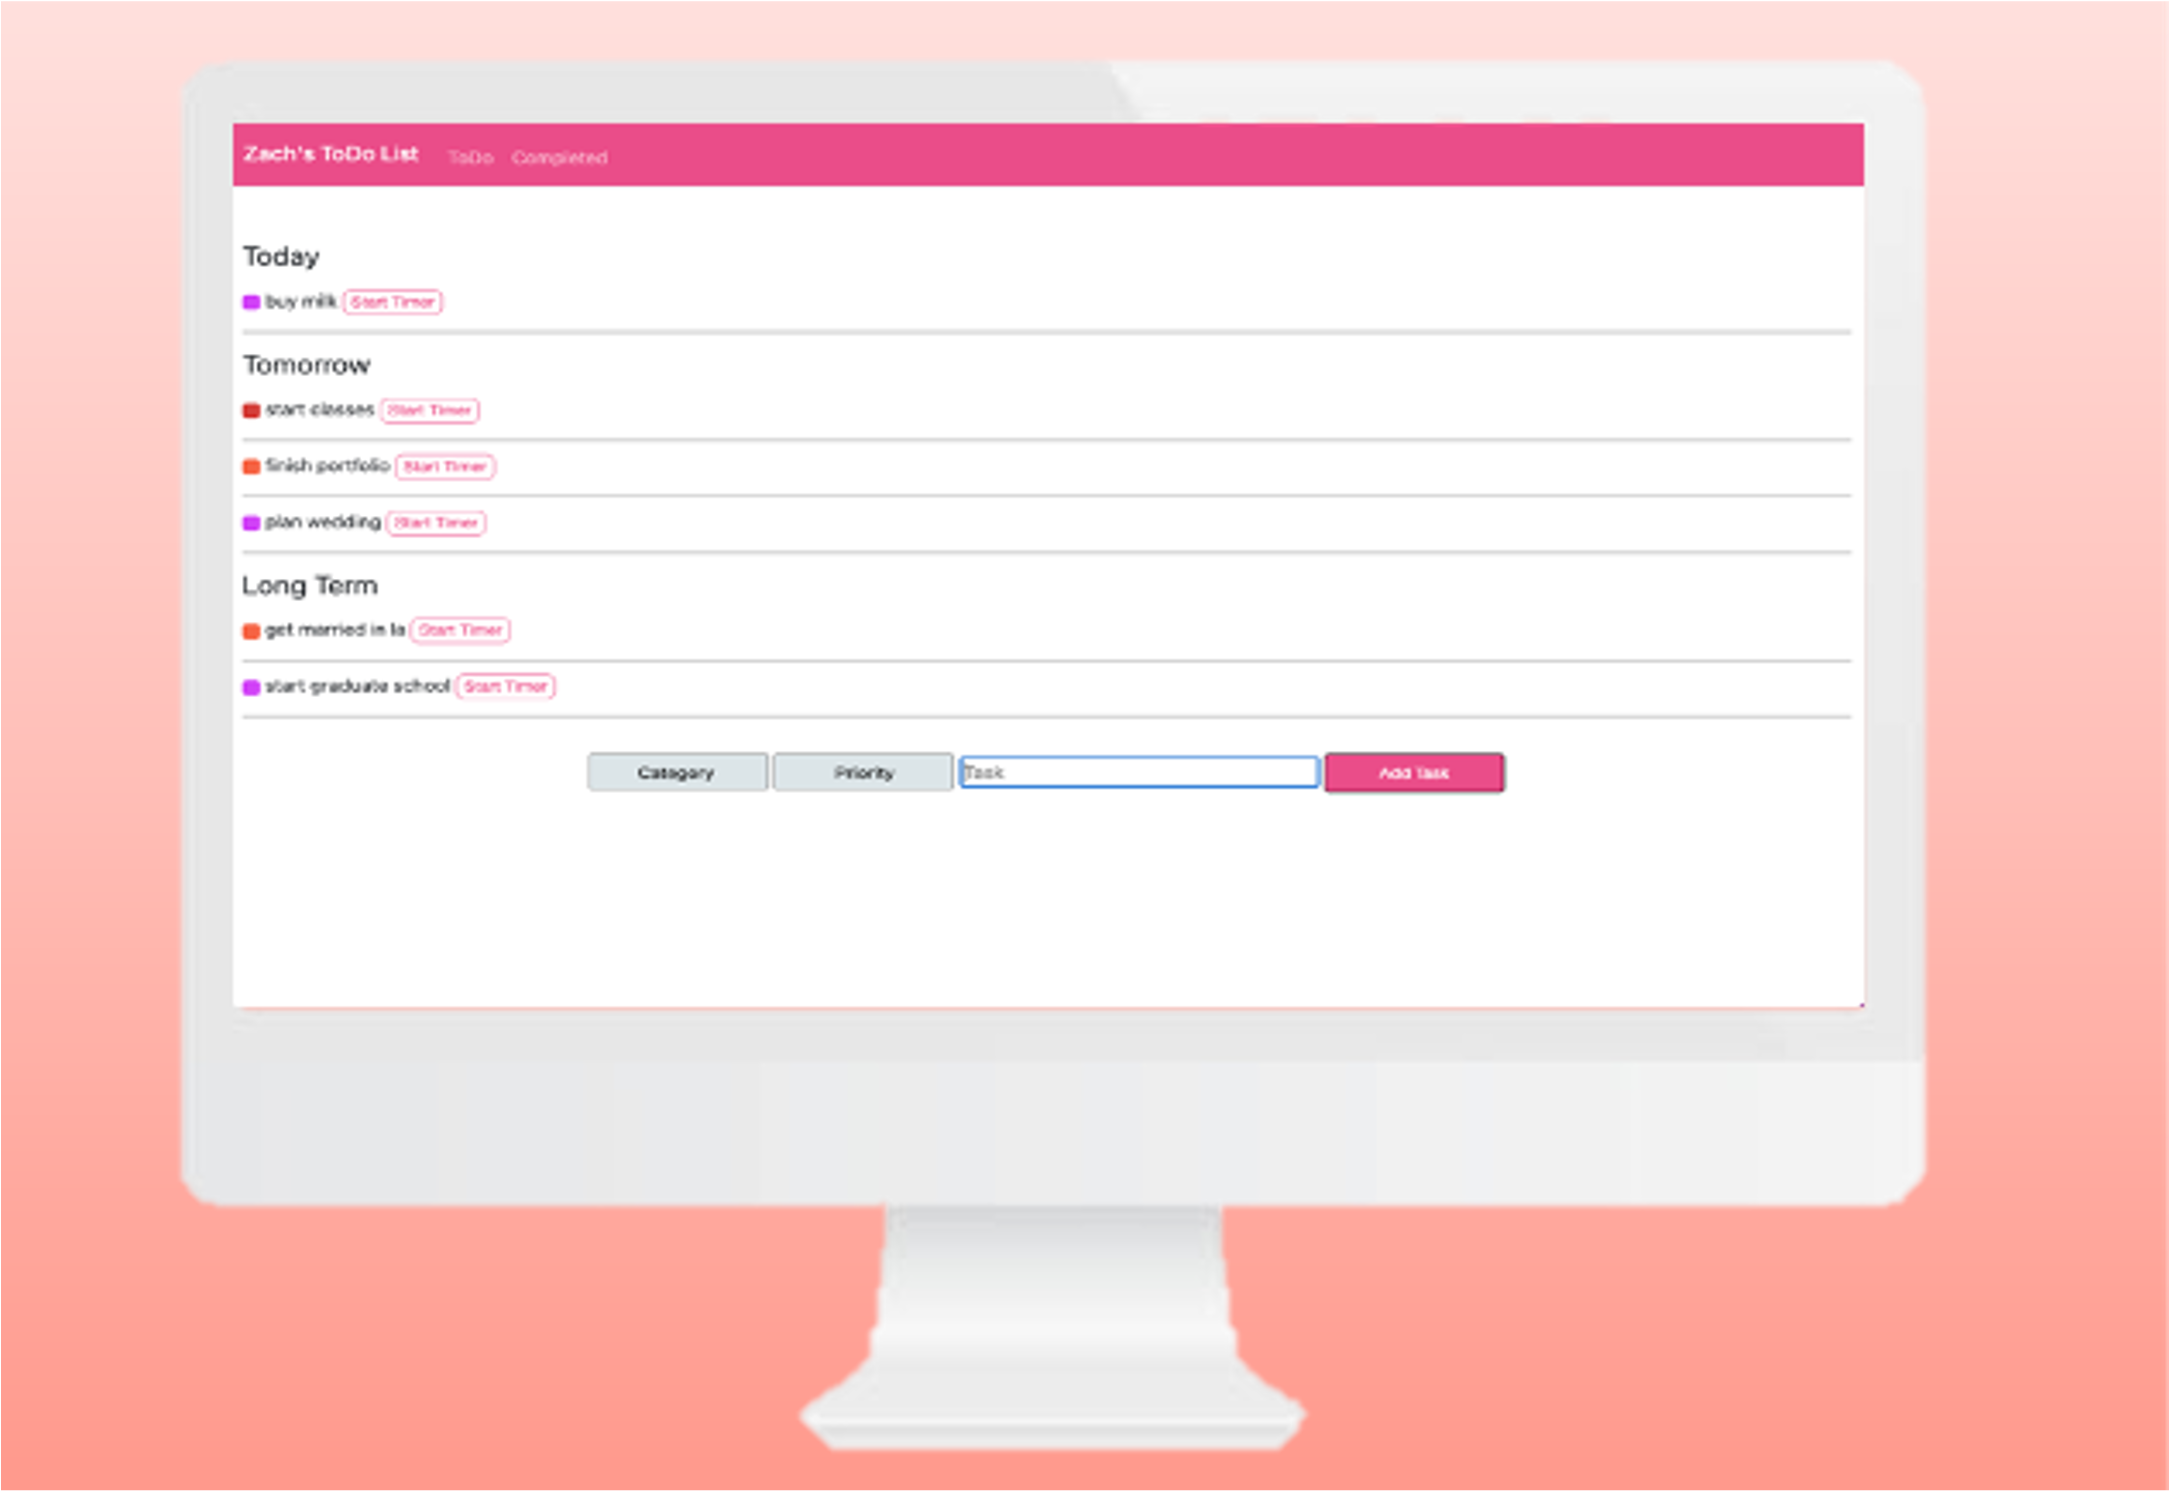 Zach's ToDo List ToDo Completed
Today
buy milk Start Timer
Tomorrow
start classes Start Timer
finish portfolio Start Timer
plan wedding Start Timer
Long Term
get married in la Start Timer
start graduate school Start Timer
Category Priority Task Add Task